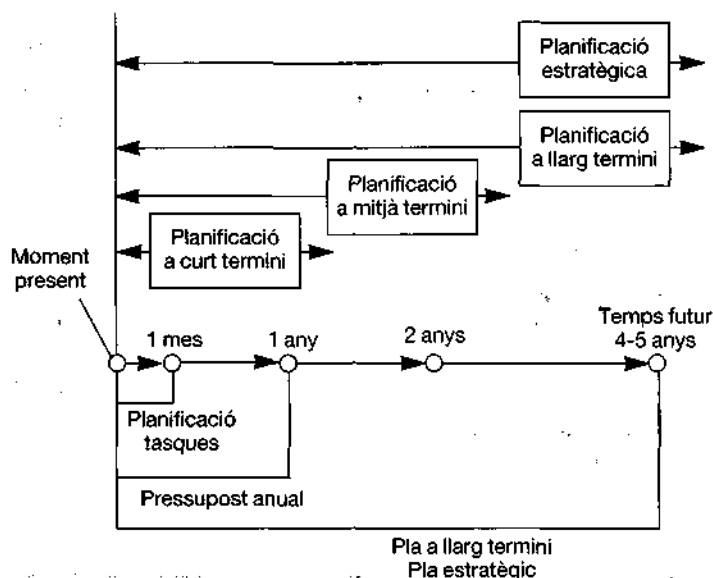 Planificació
estratègica
Planificació
a llarg termini
Planificació
a mitjà termini
Planificació
a curt termini
Moment
present
1 mes
1 any
2 anys
Temps futur
4-5 anys
Planificació
tasques
Pressupost anual
Pla a llarg termini
Pla estratègic